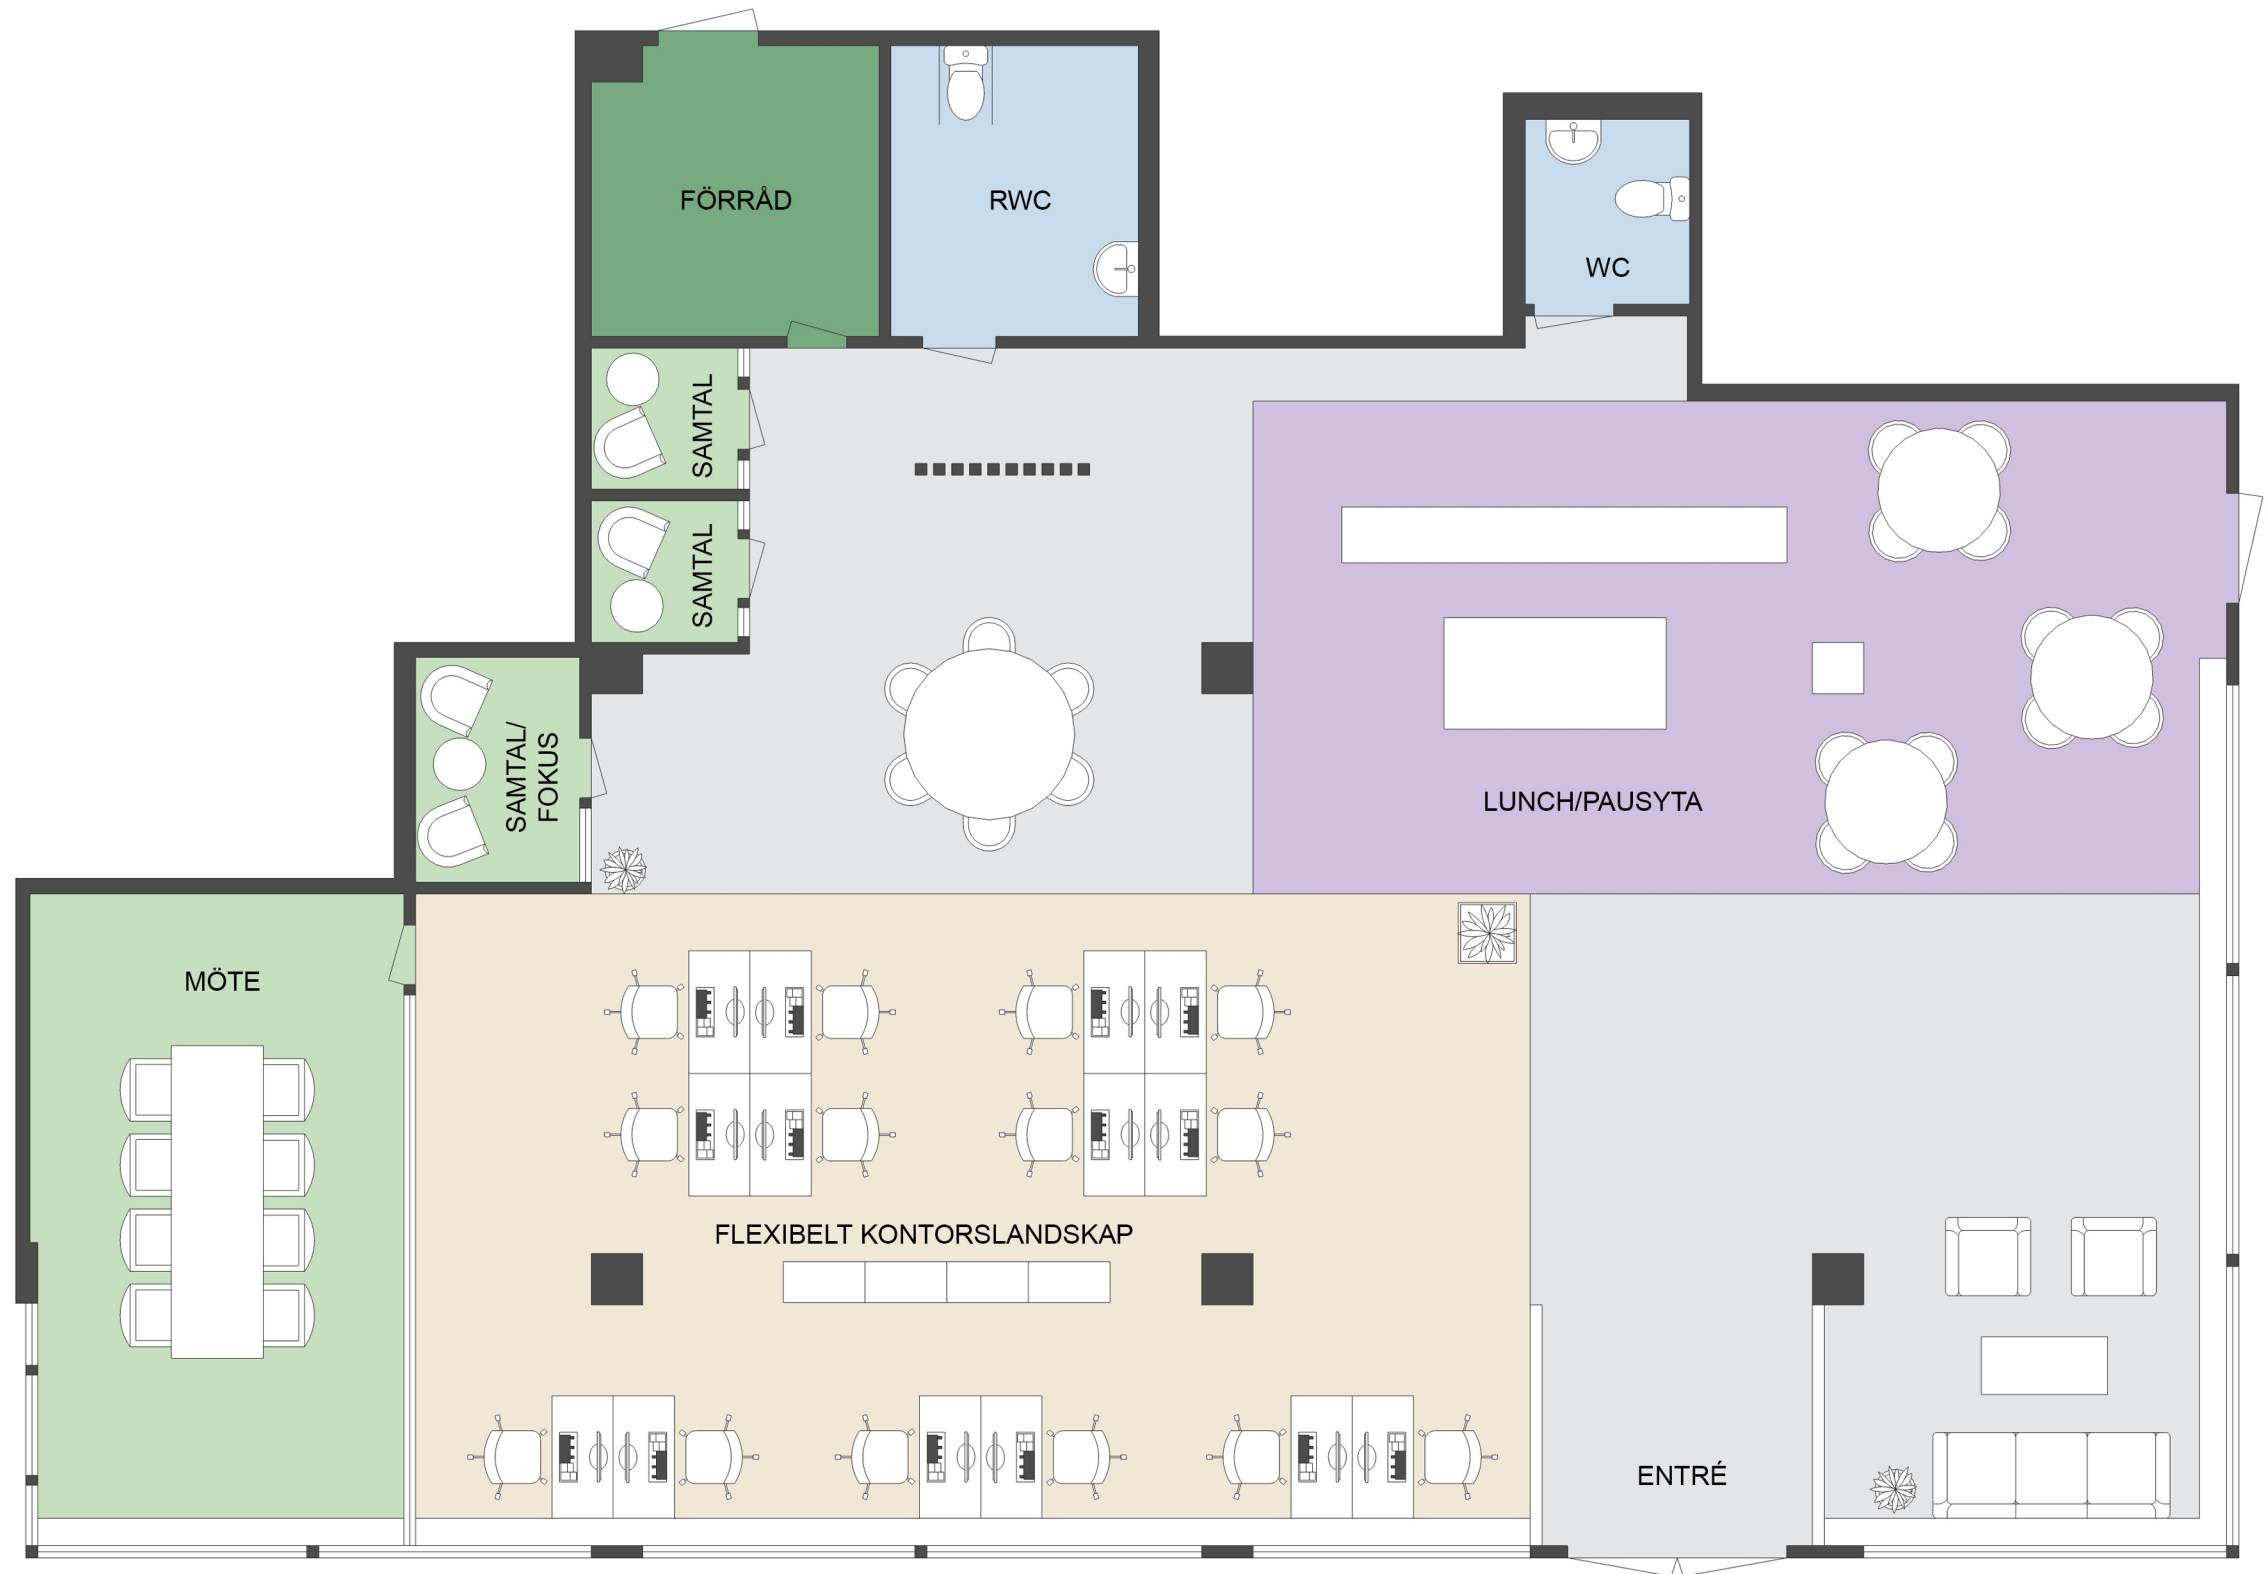 FÖRRÅD
RWC
WC
SAMTAL
SAMTAL
SAMTAL/
FOKUS
LUNCH/PAUSYTA
MÖTE
FLEXIBELT KONTORSLANDSKAP
ENTRÉ